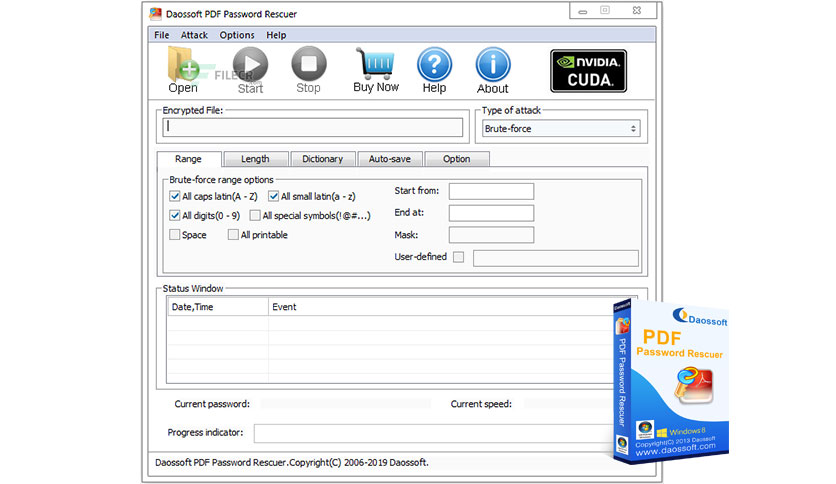 Daossoft PDF Password Rescuer
File Attack Options Help
Open Start Stop Buy Now Help About
FILECR
NVIDIA.
CUDA.
Encrypted File:
Type of attack
Brute-force
Range Length Dictionary Auto-save Option
Brute-force range options
All caps latin(A - Z) All small latin(a - z)
All digits(0 - 9) All special symbols(!@#...)
Space All printable
Start from:
End at:
Mask:
User-defined
Status Window
Date,Time Event
Current password: Current speed:
Progress indicator:
Daossoft PDF Password Rescuer.Copyright(C) 2006-2019 Daossoft.
Daossoft
PDF Password Rescuer
Daossoft
PDF
Password Rescuer
Windows 8
Copyright(C) 2013 Daossoft
www.daossoft.com